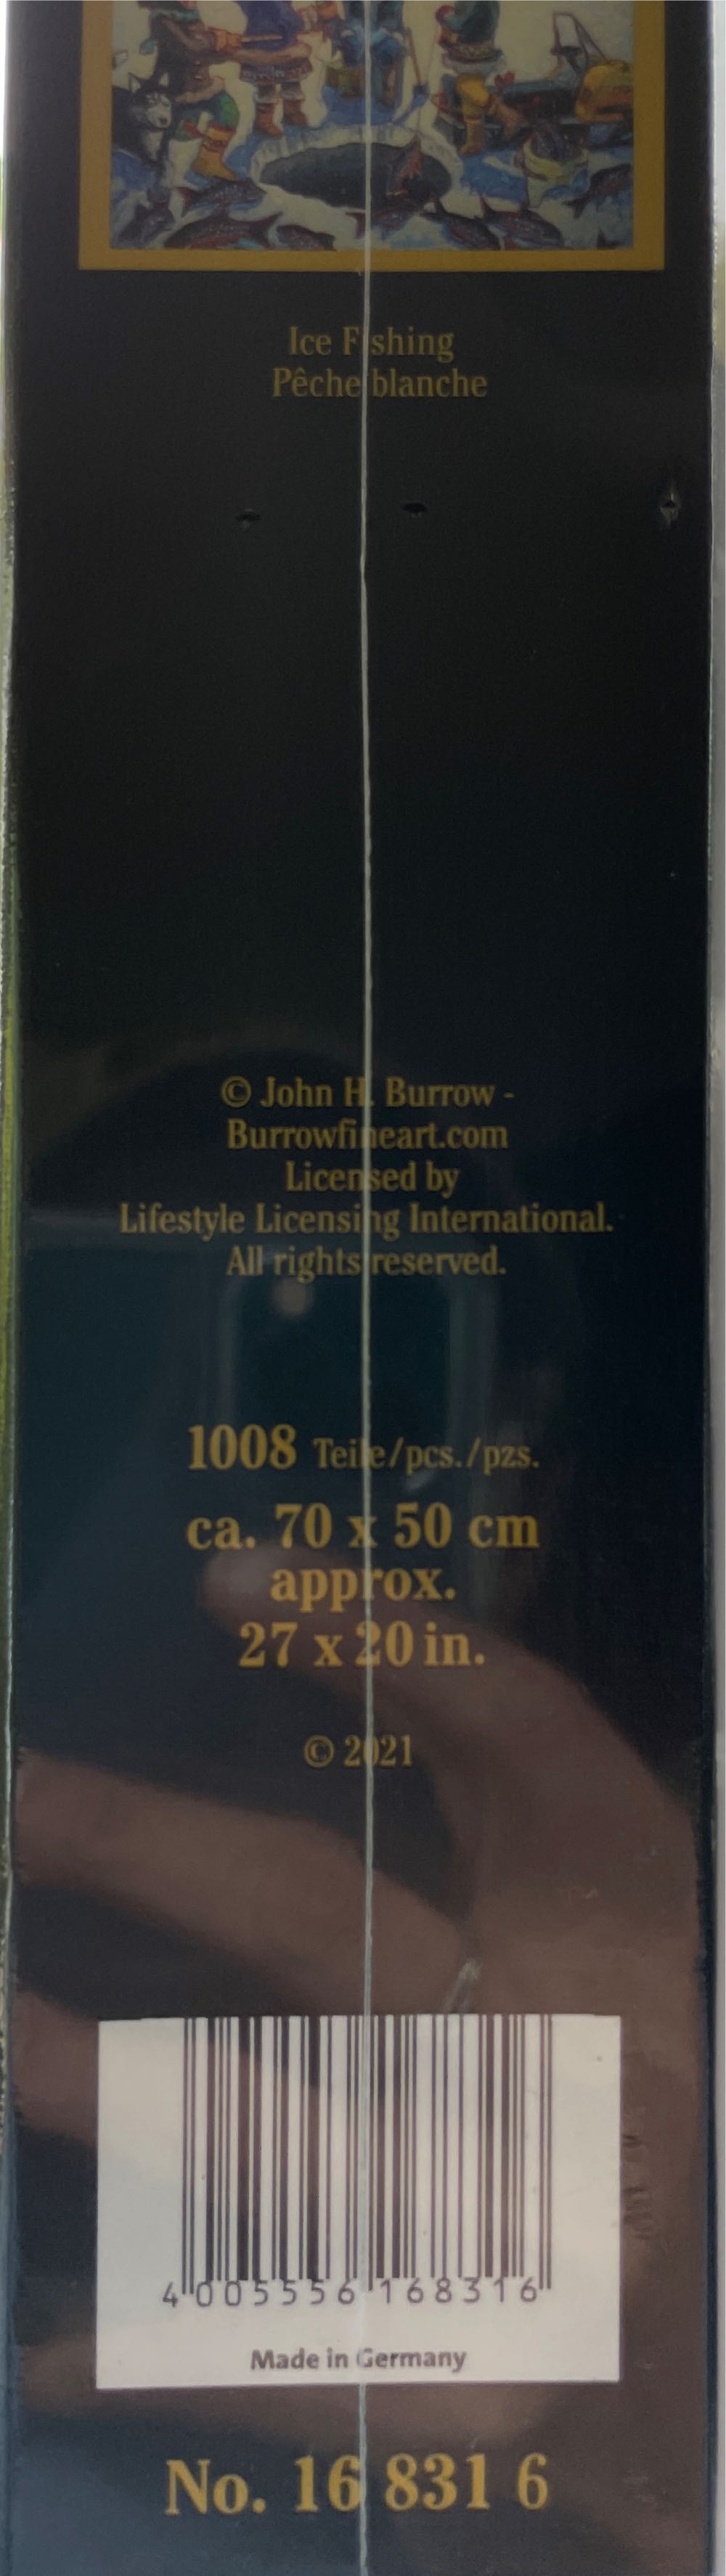 Ice Fishing
Pêche blanche
© John H. Burrow -
Burrowfineart.com
Licensed by
Lifestyle Licensing International.
All rights reserved.
1008 Teile/pcs./pzs.
ca. 70 x 50 cm
approx.
27 x 20 in.
© 2021
4 005556 168316
Made in Germany
No. 16 831 6